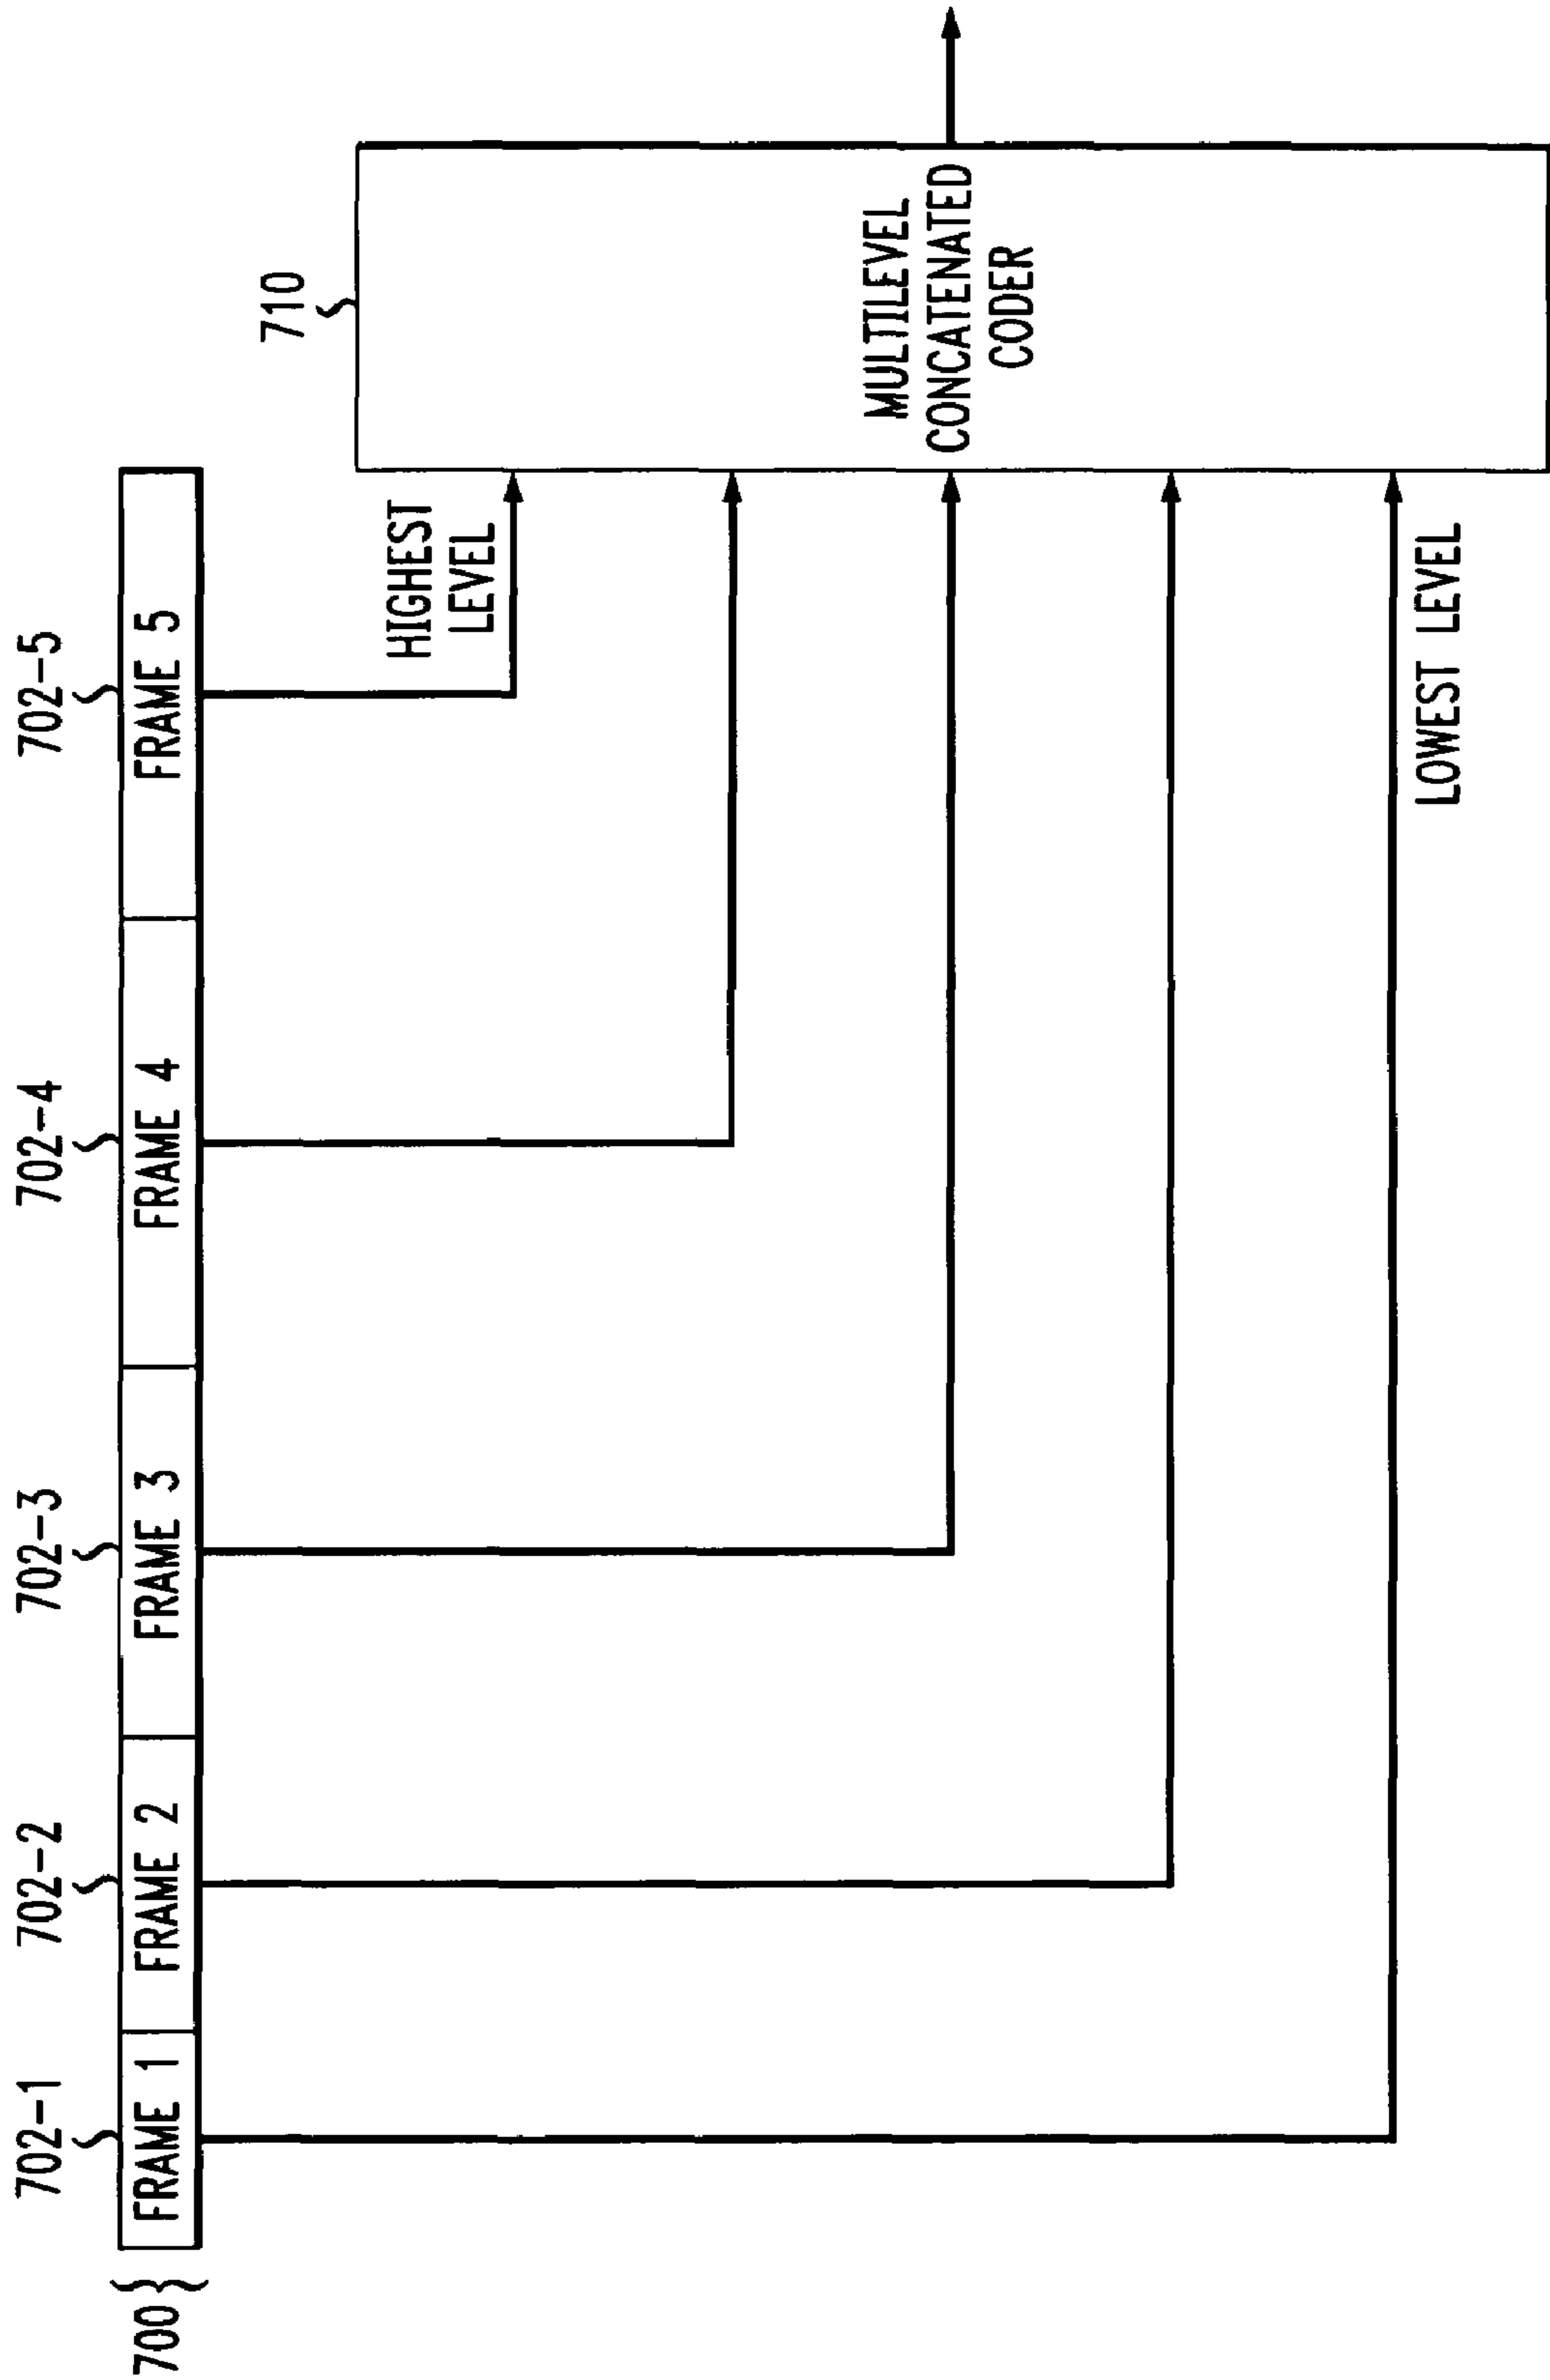 702-1
702-2
702-3
702-4
702-5
700
FRAME 1
FRAME 2
FRAME 3
FRAME 4
FRAME 5
710
HIGHEST
LEVEL
MULTILEVEL
CONCATENATED
CODER
LOWEST LEVEL